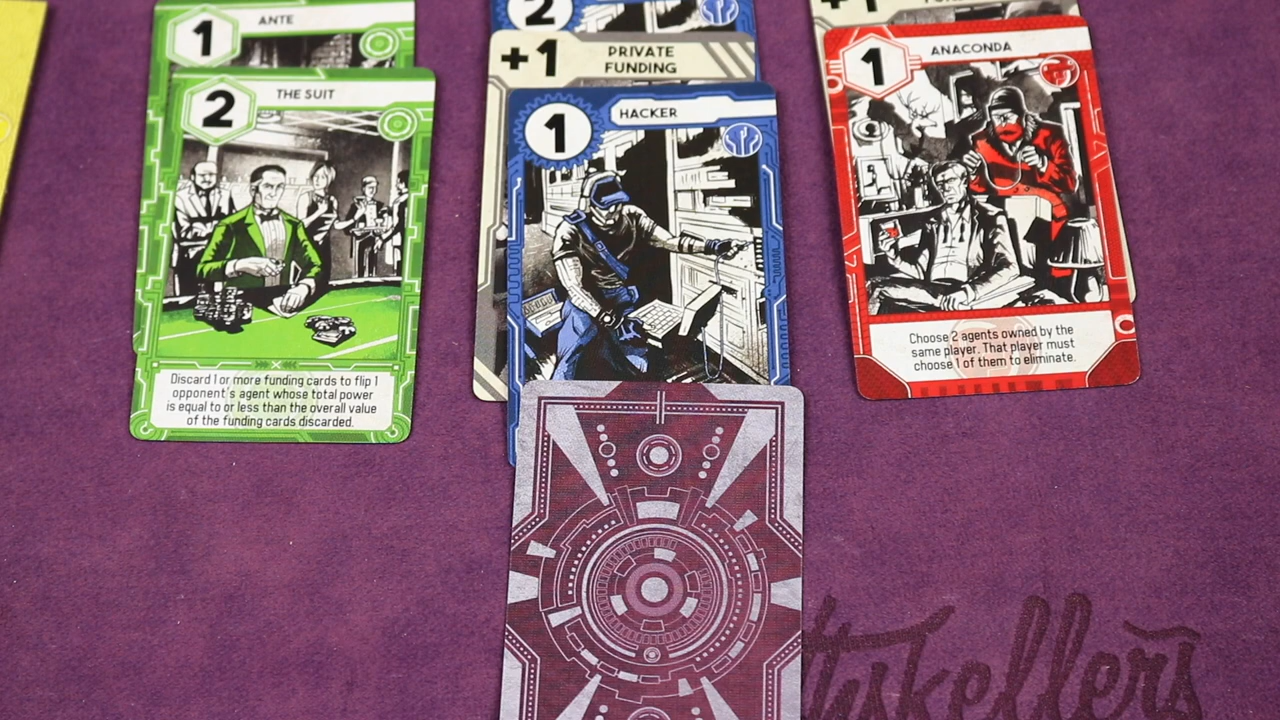 1
ANTE
2
THE SUIT
Discard 1 or more funding cards to flip 1
opponent's agent whose total power
is equal to or less than the overall value
of the funding cards discarded.
2
+1
PRIVATE
FUNDING
1
HACKER
+1
1
ANACONDA
Choose 2 agents owned by the
same player. That player must
choose 1 of them to eliminate.